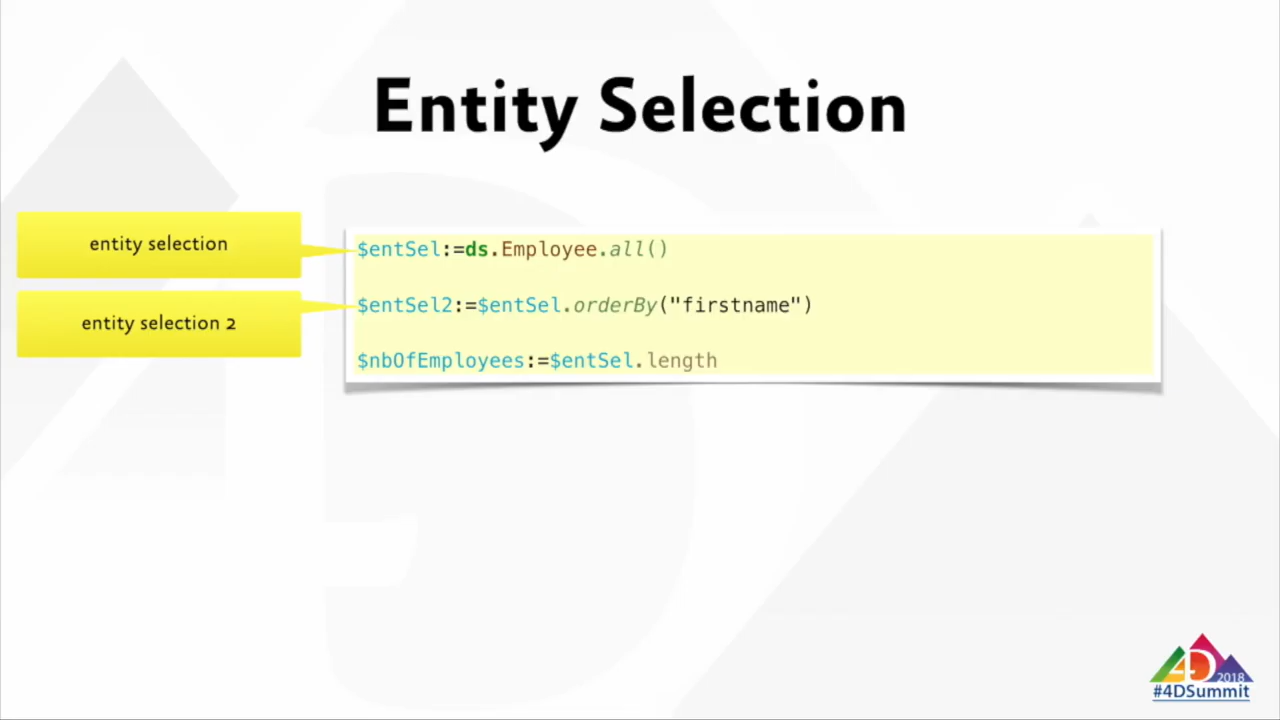 Entity Selection
entity selection
entity selection 2
$entSel:=ds.Employee.all()
$entSel2:=$entSel.orderBy("firstname")
$nbOfEmployees:=$entSel.length
4D
2018
#4DSummit